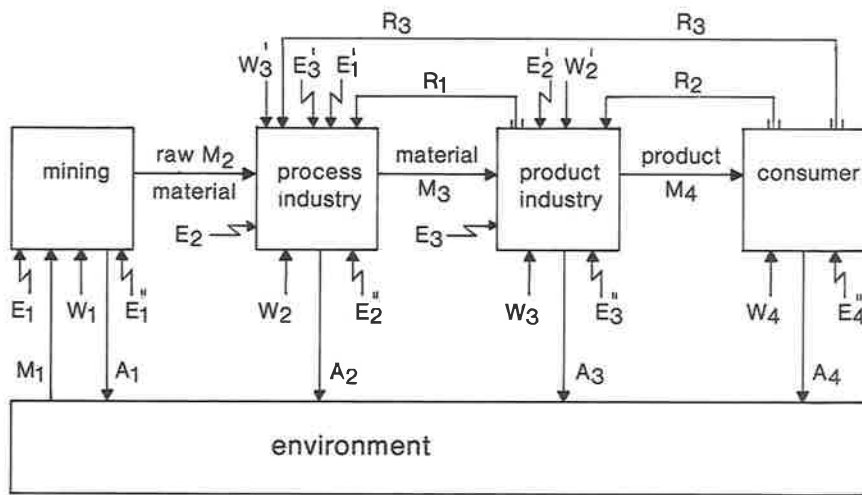 R3 R3
W3' E3' E1' R1 E2' W2' R2
mining
raw M2
material
process
industry
material
M3
product
industry
product
M4
consumer
E2 E3
E1 W1 E1" W2 E2" W3 E3" W4 E4"
M1 A1 A2 A3 A4
environment